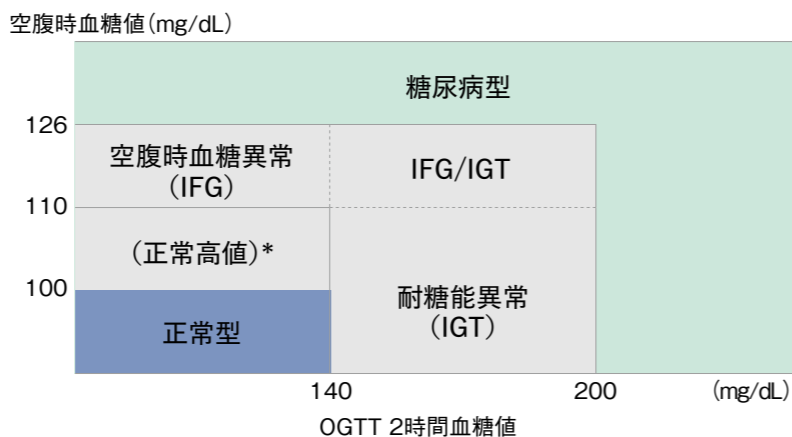 空腹時血糖値(mg/dL)
糖尿病型
126
空腹時血糖異常
(IFG)
IFG/IGT
110
(正常高値)*
100
耐糖能異常
(IGT)
正常型
140
200
(mg/dL)
OGTT 2時間血糖値